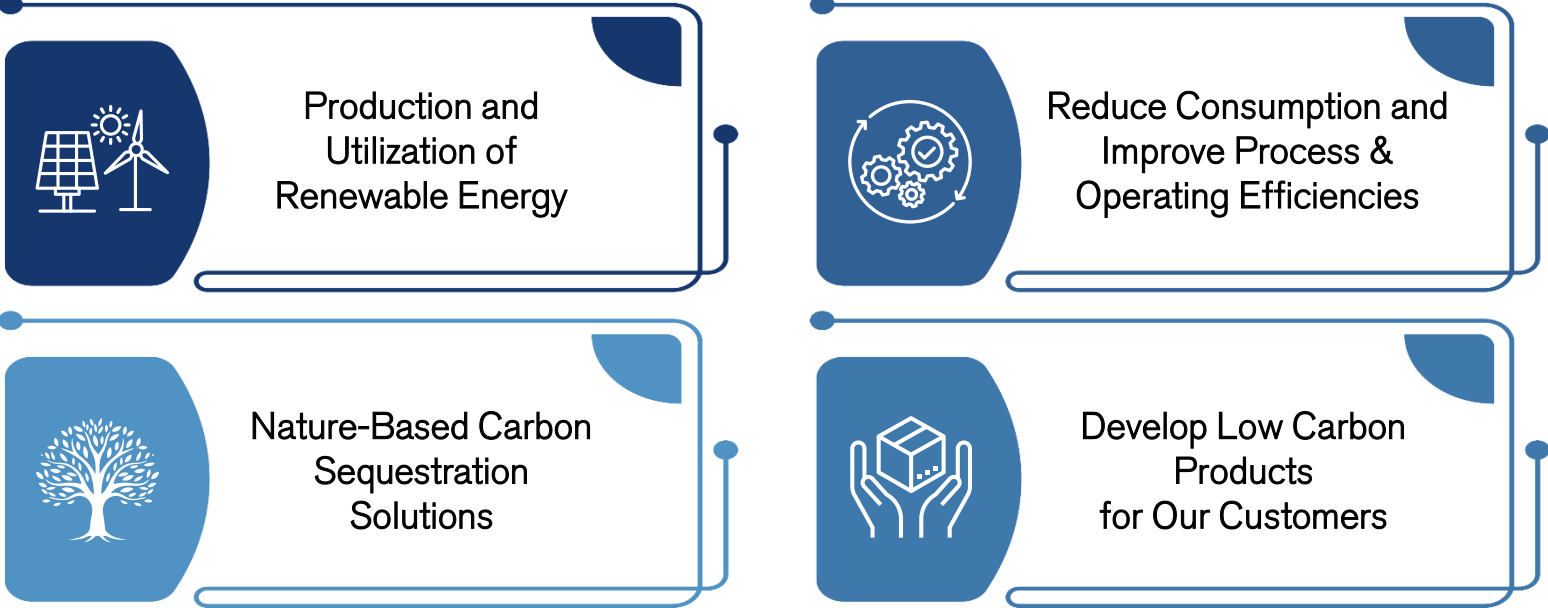 Production and
Utilization of
Renewable Energy
Reduce Consumption and
Improve Process &
Operating Efficiencies
Nature-Based Carbon
Sequestration
Solutions
Develop Low Carbon
Products
for Our Customers